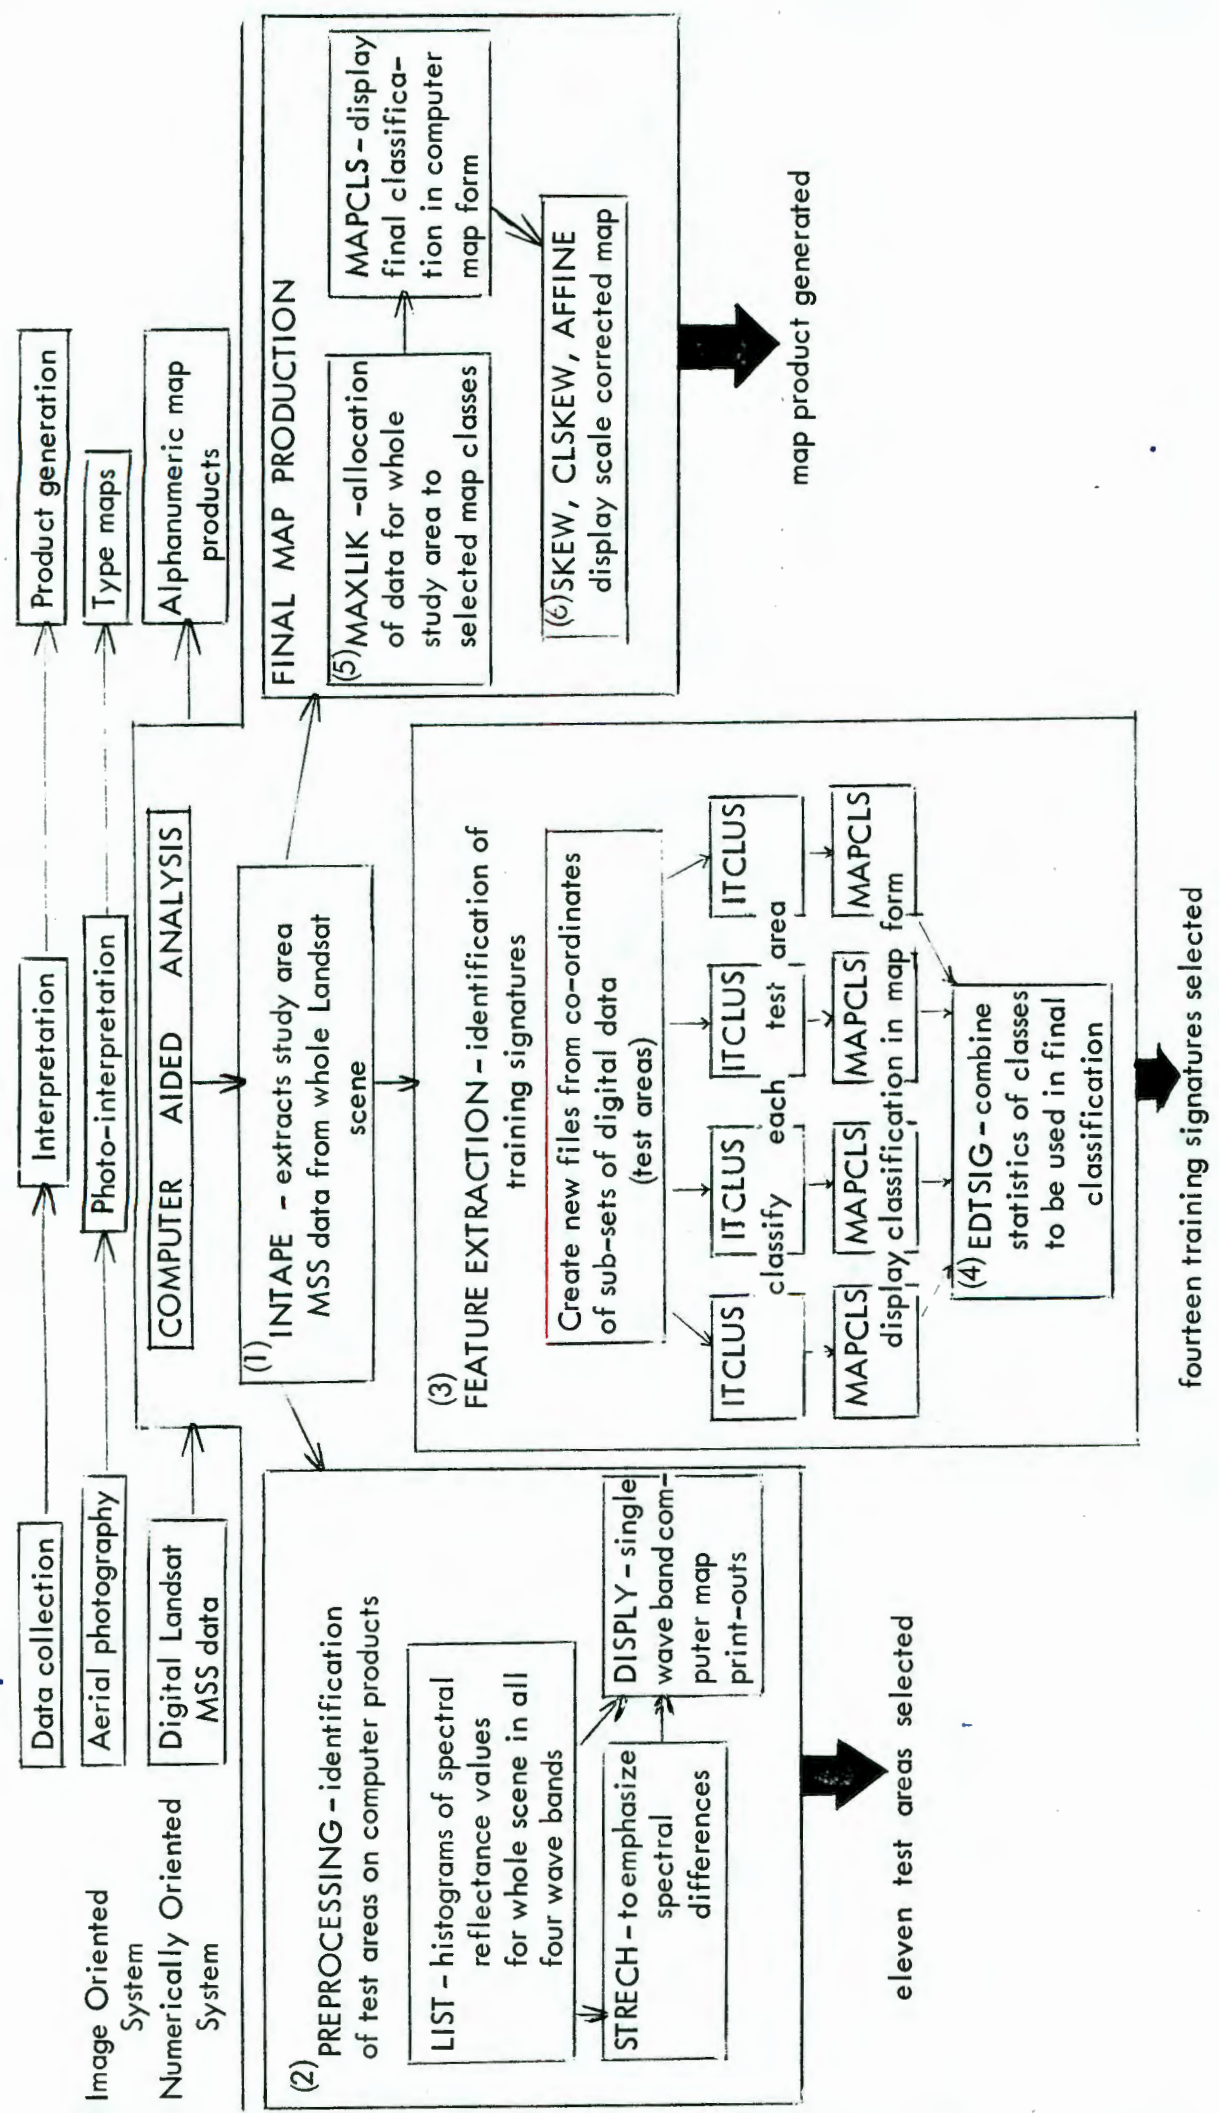 Data collection
Interpretation
Product generation
Image Oriented
System
Aerial photography
Photo-interpretation
Type maps
Numerically Oriented
System
Digital Landsat
MSS data
COMPUTER AIDED ANALYSIS
Alphanumeric map
products
(1)
INTAPE - extracts study area
MSS data from whole Landsat
scene
(2)
PREPROCESSING - identification
of test areas on computer products
LIST - histograms of spectral
reflectance values
for whole scene in all
four wave bands
STRECH - to emphasize
spectral
differences
DISPLY - single
wave band com-
puter map
print-outs
eleven test areas selected
(3)
FEATURE EXTRACTION - identification of
training signatures
Create new files from co-ordinates
of sub-sets of digital data
(test areas)
ITCLUS ITCLUS ITCLUS ITCLUS
classify each test area
MAPCLS MAPCLS MAPCLS MAPCLS
display classification in map form
(4) EDTSIG - combine
statistics of classes
to be used in final
classification
fourteen training signatures selected
FINAL MAP PRODUCTION
(5) MAXLIK - allocation
of data for whole
study area to
selected map classes
MAPCLS - display
final classifica-
tion in computer
map form
(6) SKEW, CLSKEW, AFFINE
display scale corrected map
map product generated